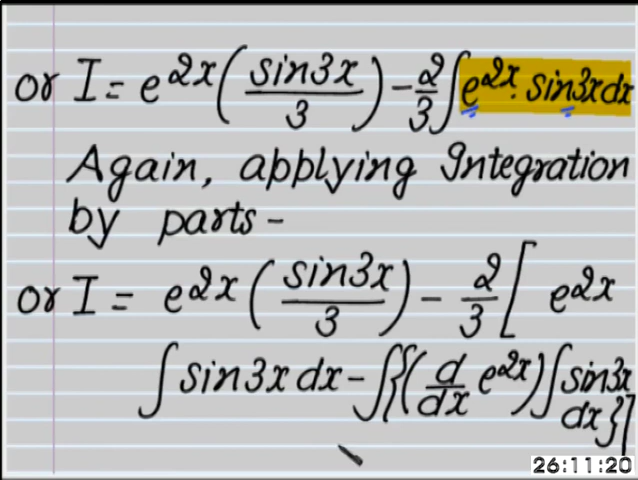 or I = e^2x (sin3x/3) - 2/3 ∫ e^2x. sin3x dx
Again, applying Integration
by parts -
or I = e^2x (sin3x/3) - 2/3 [ e^2x
∫ sin3x dx - ∫{(d/dx e^2x) ∫ sin3x
dx}]
26:11:20